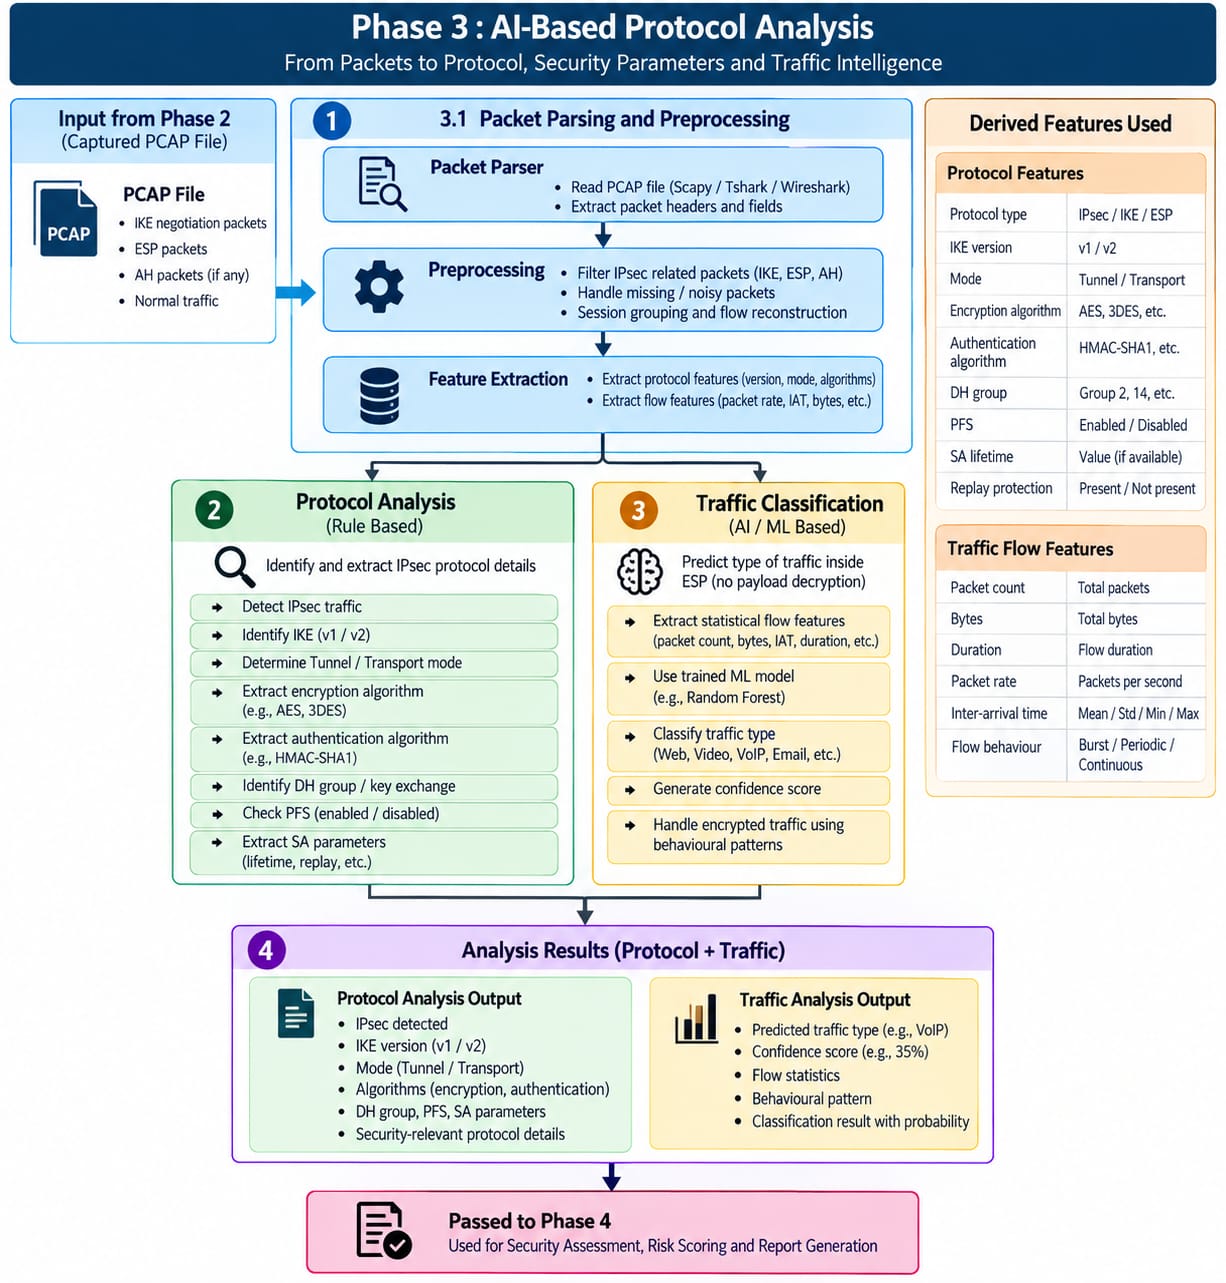 Phase 3 : AI-Based Protocol Analysis
From Packets to Protocol, Security Parameters and Traffic Intelligence
Input from Phase 2
(Captured PCAP File)
PCAP
PCAP File
• IKE negotiation packets
• ESP packets
• AH packets (if any)
• Normal traffic
1
3.1 Packet Parsing and Preprocessing
Packet Parser
• Read PCAP file (Scapy / Tshark / Wireshark)
• Extract packet headers and fields
Preprocessing
• Filter IPsec related packets (IKE, ESP, AH)
• Handle missing / noisy packets
• Session grouping and flow reconstruction
Feature Extraction
• Extract protocol features (version, mode, algorithms)
• Extract flow features (packet rate, IAT, bytes, etc.)
2
Protocol Analysis
(Rule Based)
Identify and extract IPsec protocol details
Detect IPsec traffic
Identify IKE (v1 / v2)
Determine Tunnel / Transport mode
Extract encryption algorithm
(e.g., AES, 3DES)
Extract authentication algorithm
(e.g., HMAC-SHA1)
Identify DH group / key exchange
Check PFS (enabled / disabled)
Extract SA parameters
(lifetime, replay, etc.)
3
Traffic Classification
(AI / ML Based)
Predict type of traffic inside
ESP (no payload decryption)
Extract statistical flow features
(packet count, bytes, IAT, duration, etc.)
Use trained ML model
(e.g., Random Forest)
Classify traffic type
(Web, Video, VoIP, Email, etc.)
Generate confidence score
Handle encrypted traffic using
behavioural patterns
Derived Features Used
Protocol Features
Protocol type IPsec / IKE / ESP
IKE version v1 / v2
Mode Tunnel / Transport
Encryption algorithm AES, 3DES, etc.
Authentication
algorithm HMAC-SHA1, etc.
DH group Group 2, 14, etc.
PFS Enabled / Disabled
SA lifetime Value (if available)
Replay protection Present / Not present
Traffic Flow Features
Packet count Total packets
Bytes Total bytes
Duration Flow duration
Packet rate Packets per second
Inter-arrival time Mean / Std / Min / Max
Flow behaviour Burst / Periodic /
Continuous
4
Analysis Results (Protocol + Traffic)
Protocol Analysis Output
• IPsec detected
• IKE version (v1 / v2)
• Mode (Tunnel / Transport)
• Algorithms (encryption, authentication)
• DH group, PFS, SA parameters
• Security-relevant protocol details
Traffic Analysis Output
• Predicted traffic type (e.g., VoIP)
• Confidence score (e.g., 35%)
• Flow statistics
• Behavioural pattern
• Classification result with probability
Passed to Phase 4
Used for Security Assessment, Risk Scoring and Report Generation